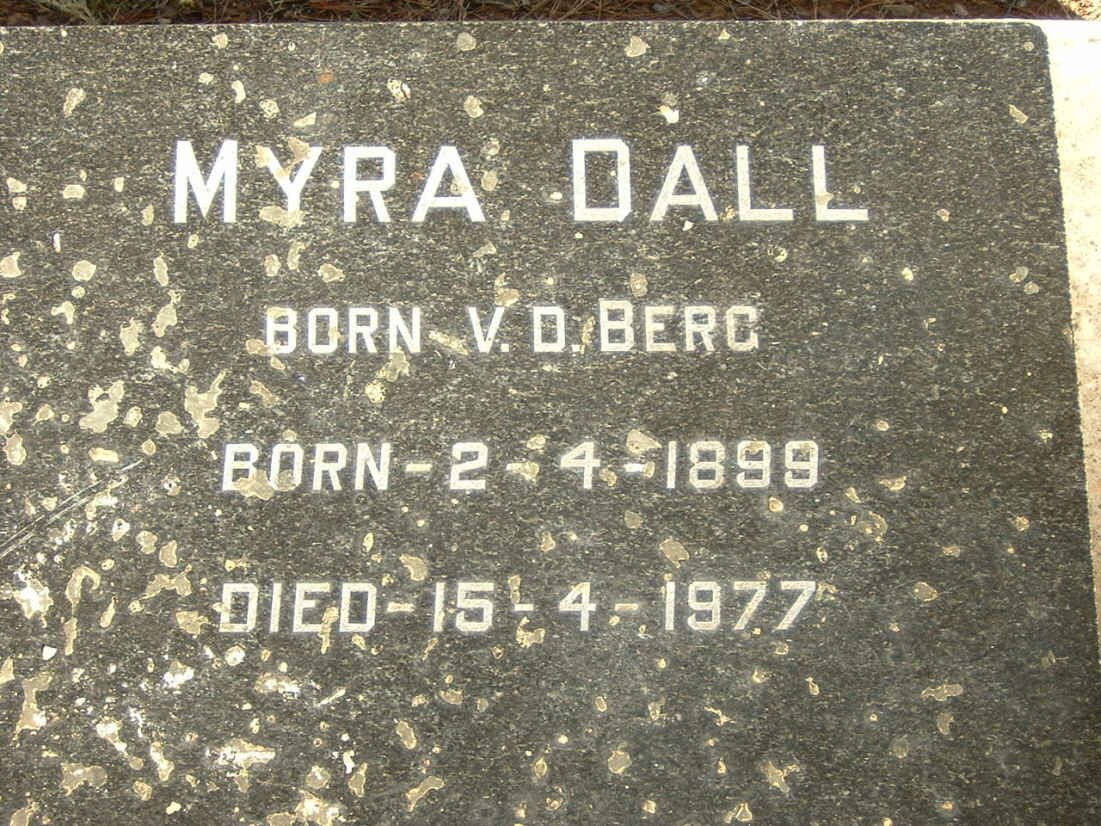 MYRA DALL
BORN V.D. BERG
BORN - 2 - 4 - 1899
DIED - 15 - 4 - 1977